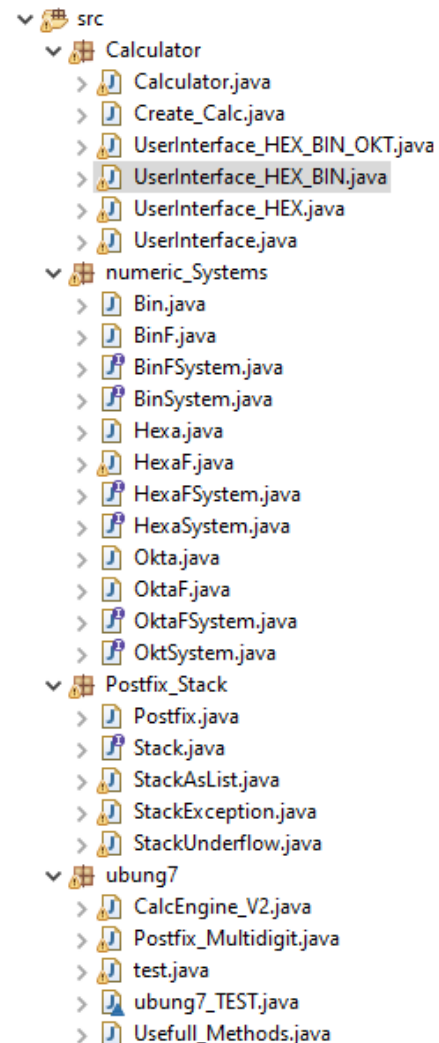 src
Calculator
Calculator.java
Create_Calc.java
UserInterface_HEX_BIN_OKT.java
UserInterface_HEX_BIN.java
UserInterface_HEX.java
UserInterface.java
numeric_Systems
Bin.java
BinF.java
BinFSystem.java
BinSystem.java
Hexa.java
HexaF.java
HexaFSystem.java
HexaSystem.java
Okta.java
OktaF.java
OktaFSystem.java
OktSystem.java
Postfix_Stack
Postfix.java
Stack.java
StackAsList.java
StackException.java
StackUnderflow.java
ubung7
CalcEngine_V2.java
Postfix_Multidigit.java
test.java
ubung7_TEST.java
Usefull_Methods.java